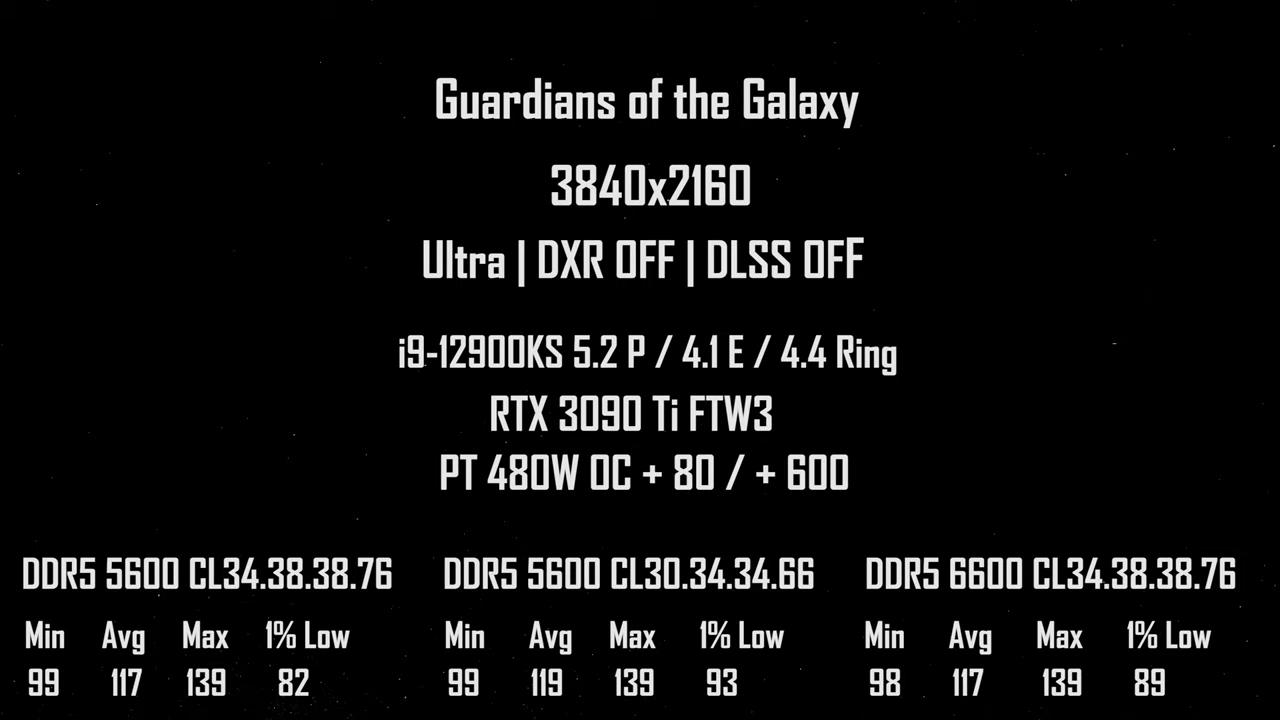 Guardians of the Galaxy
3840x2160
Ultra | DXR OFF | DLSS OFF
i9-12900KS 5.2 P / 4.1 E / 4.4 Ring
RTX 3090 Ti FTW3
PT 480W OC + 80 / + 600
DDR5 5600 CL34.38.38.76
Min Avg Max 1% Low
99 117 139 82
DDR5 5600 CL30.34.34.66
Min Avg Max 1% Low
99 119 139 93
DDR5 6600 CL34.38.38.76
Min Avg Max 1% Low
98 117 139 89